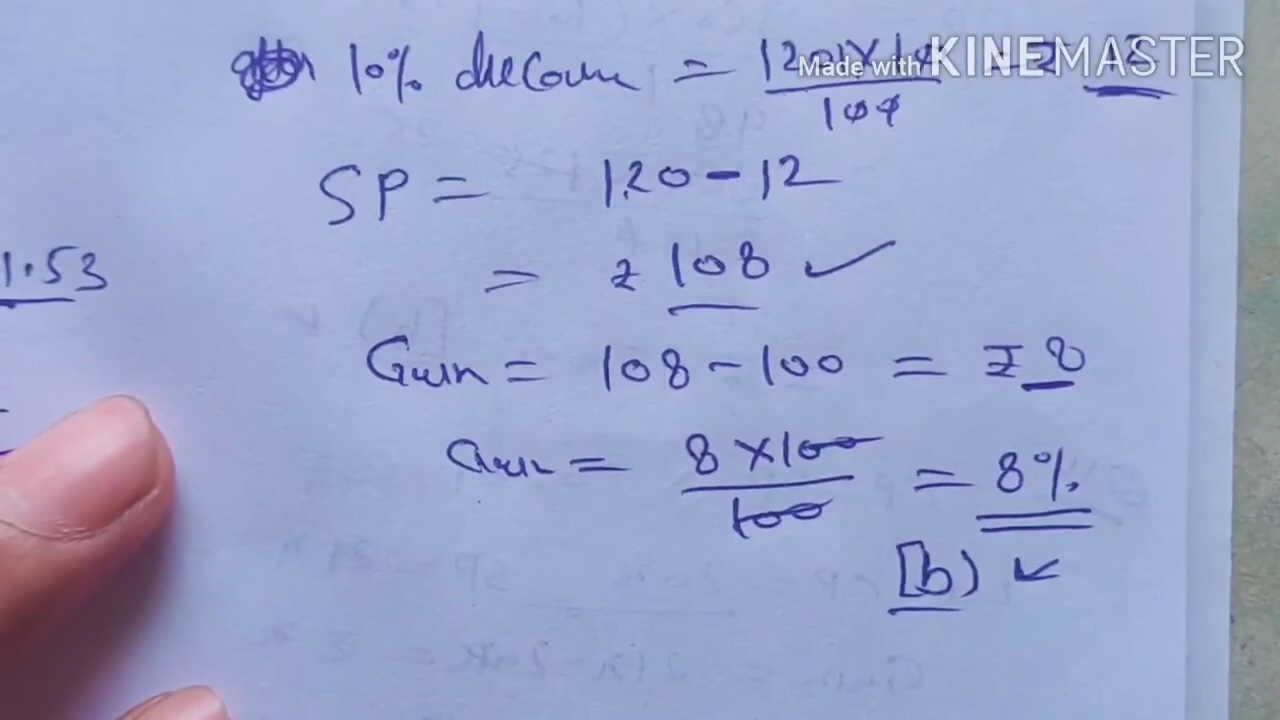 10% = 120 × 10 / 100 = ₹ 12
Made with KINEMASTER
SP = 120 - 12
= ₹ 108 ✓
1.53
Gain = 108 - 100 = ₹ 8
Gain = 8 × 100 / 100 = 8%
[b) ✓